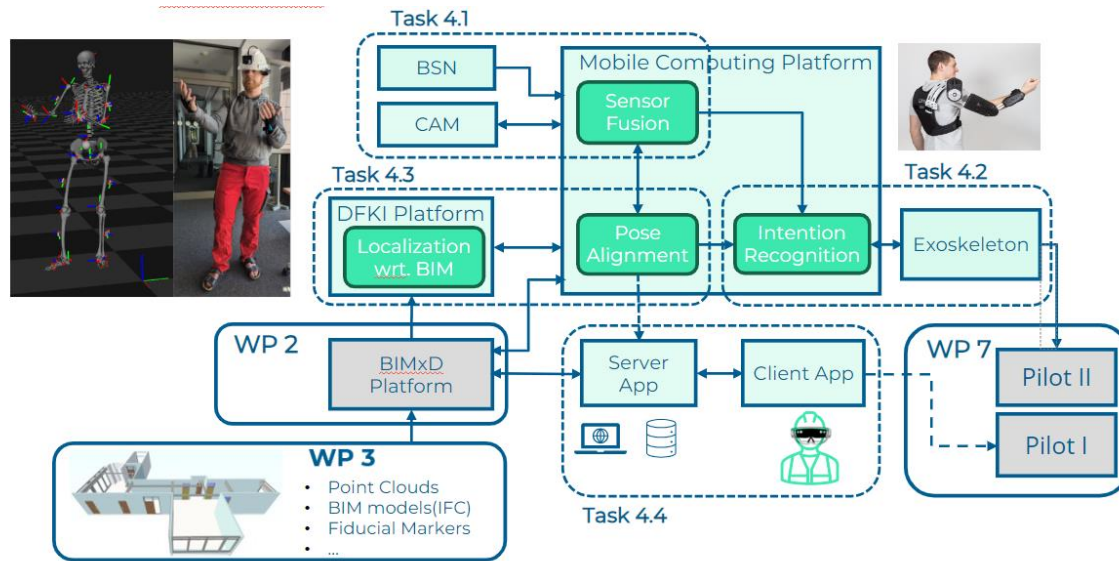 Task 4.1
BSN
CAM
Mobile Computing Platform
Sensor
Fusion
Task 4.3
Task 4.2
DFKI Platform
Localization
wrt. BIM
Pose
Alignment
Intention
Recognition
Exoskeleton
WP 2
BIMxD
Platform
Server
App
Client App
WP 7
Pilot II
Pilot I
WP 3
• Point Clouds
• BIM models(IFC)
• Fiducial Markers
• ...
Task 4.4